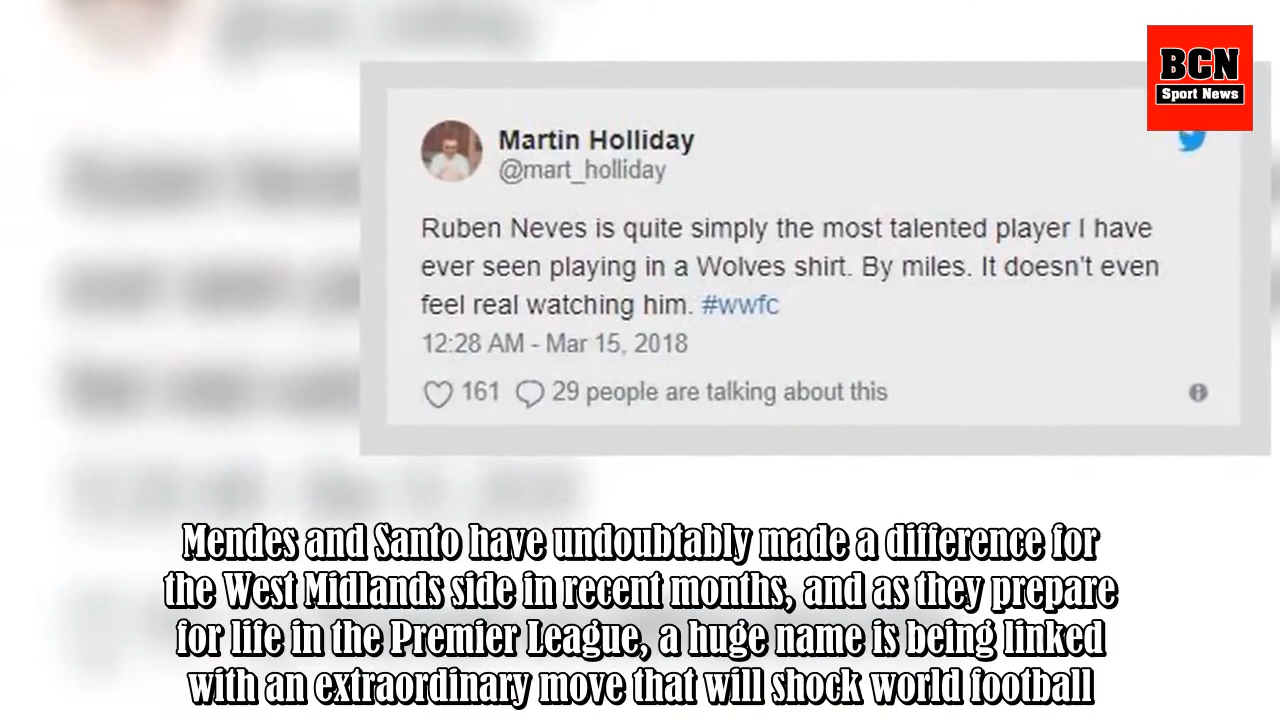 BCN
Sport News
Martin Holliday
@mart_holliday
Ruben Neves is quite simply the most talented player I have
ever seen playing in a Wolves shirt. By miles. It doesn't even
feel real watching him. #wwfc
12:28 AM - Mar 15, 2018
161 29 people are talking about this
Mendes and Santo have undoubtably made a difference for
the West Midlands side in recent months, and as they prepare
for life in the Premier League, a huge name is being linked
with an extraordinary move that will shock world football